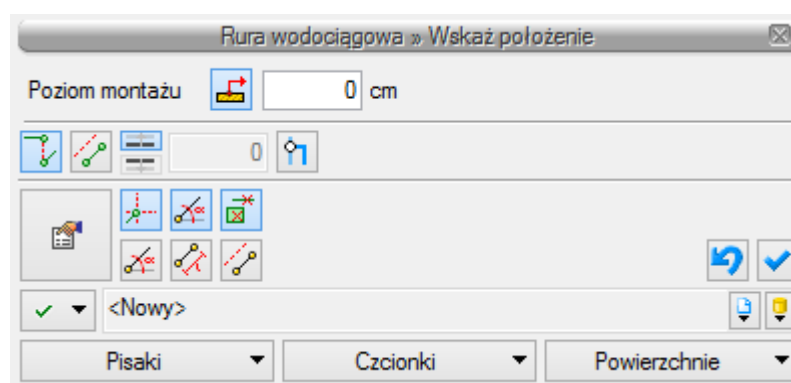 Rura wodociągowa » Wskaż położenie
Poziom montażu 0 cm
0
<Nowy>
Pisaki Czcionki Powierzchnie